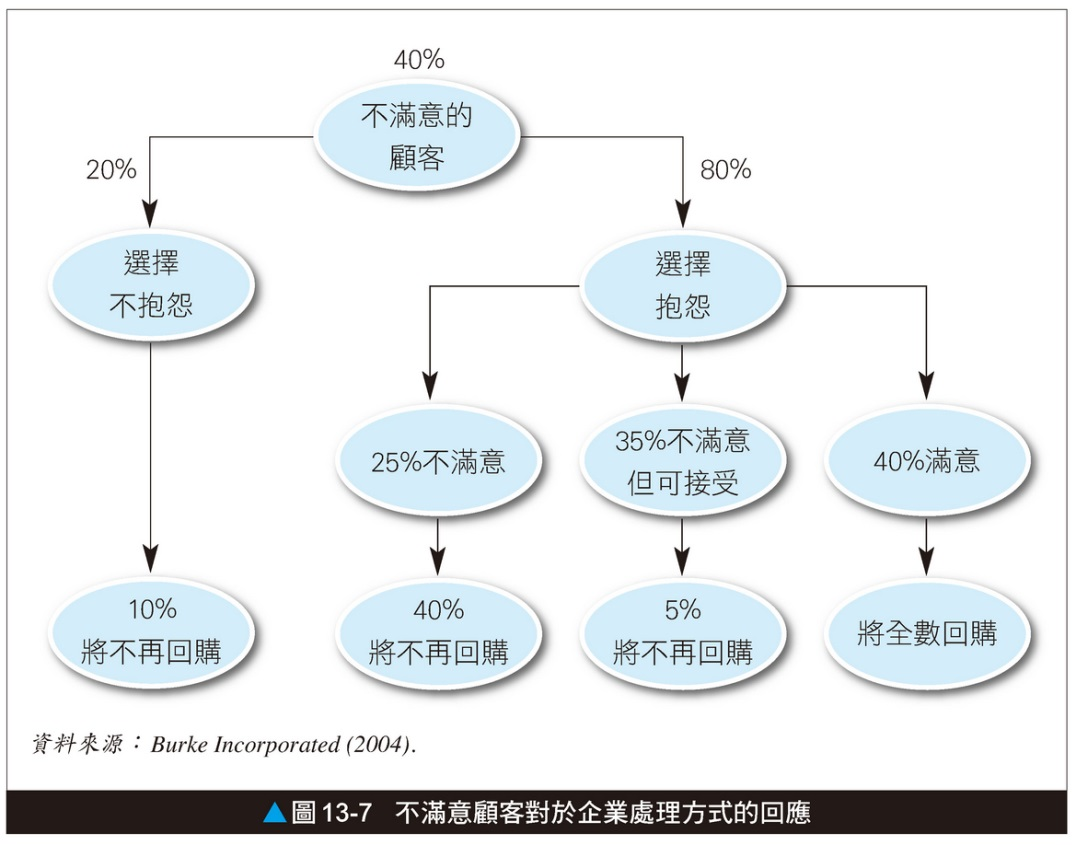 40%
不滿意的
顧客
20%
80%
選擇
不抱怨
選擇
抱怨
25%不滿意
35%不滿意
但可接受
40%滿意
10%
將不再回購
40%
將不再回購
5%
將不再回購
將全數回購
資料來源：Burke Incorporated (2004).
▲圖13-7 不滿意顧客對於企業處理方式的回應